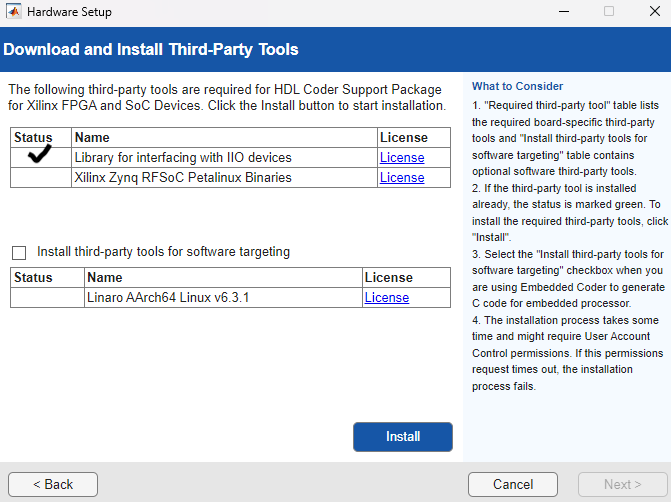 Hardware Setup
Download and Install Third-Party Tools
The following third-party tools are required for HDL Coder Support Package
for Xilinx FPGA and SoC Devices. Click the Install button to start installation.
Status Name License
Library for interfacing with IIO devices License
Xilinx Zynq RFSoC Petalinux Binaries License
Install third-party tools for software targeting
Status Name License
Linaro AArch64 Linux v6.3.1 License
Install
What to Consider
1. "Required third-party tool" table lists
the required board-specific third-party
tools and "Install third-party tools for
software targeting" table contains
optional software third-party tools.
2. If the third-party tool is installed
already, the status is marked green. To
install the required third-party tools, click
"Install".
3. Select the "Install third-party tools for
software targeting" checkbox when you
are using Embedded Coder to generate
C code for embedded processor.
4. The installation process takes some
time and might require User Account
Control permissions. If this permissions
request times out, the installation
process fails.
< Back
Cancel
Next >